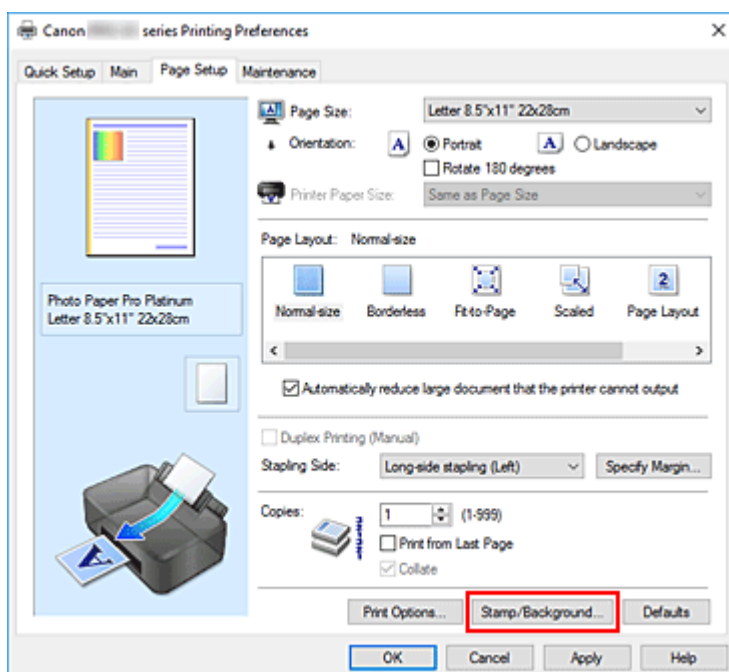 Canon series Printing Preferences
Quick Setup Main Page Setup Maintenance
Page Size: Letter 8.5"x11" 22x28cm
Orientation: A Portrait A Landscape
Rotate 180 degrees
Printer Paper Size: Same as Page Size
Page Layout: Normal-size
2
Normal-size Borderless Fit-to-Page Scaled Page Layout
Photo Paper Pro Platinum
Letter 8.5"x11" 22x28cm
Automatically reduce large document that the printer cannot output
Duplex Printing (Manual)
Stapling Side: Long-side stapling (Left) Specify Margin...
Copies: 1 (1-999)
Print from Last Page
Collate
A
Print Options... Stamp/Background... Defaults
OK Cancel Apply Help